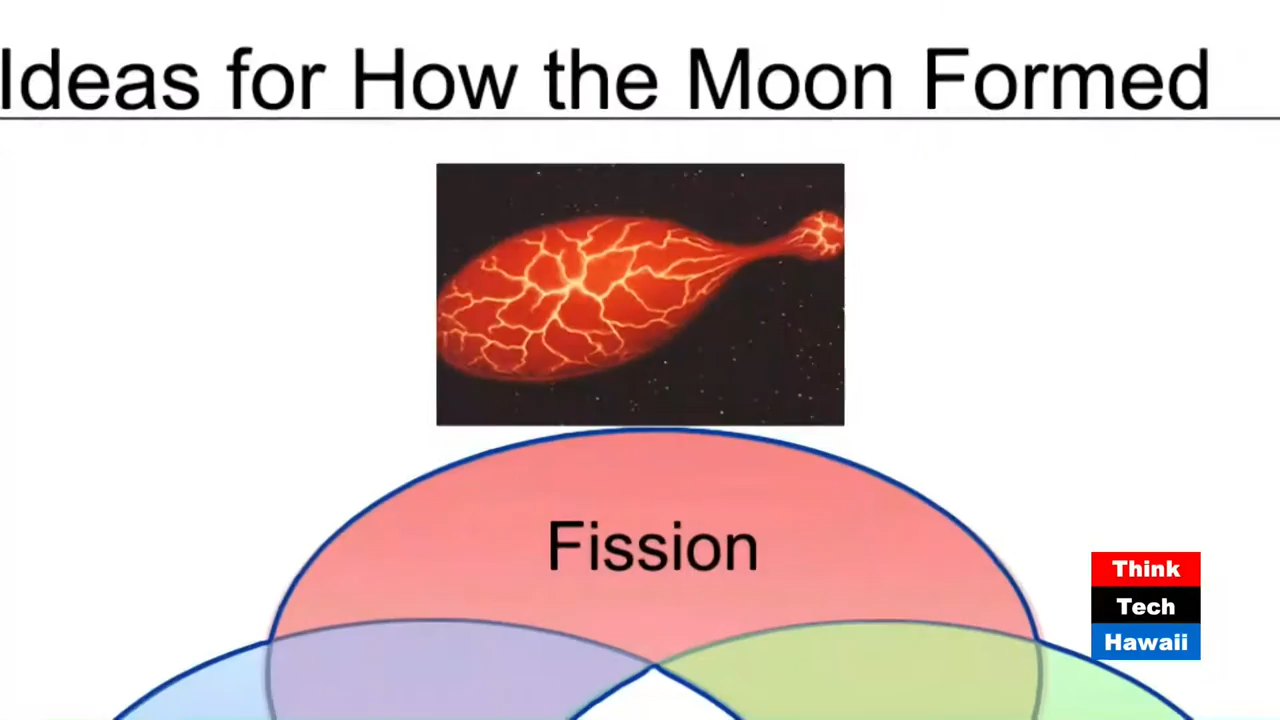 Ideas for How the Moon Formed
Fission
Think
Tech
Hawaii